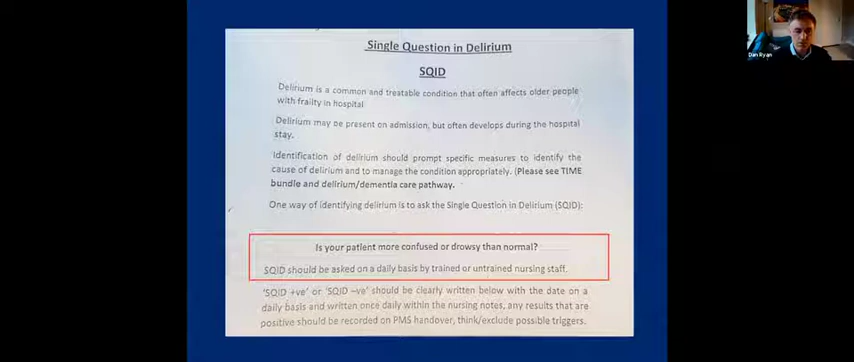 Single Question in Delirium
SQID
Delirium is a common and treatable condition that often affects older people
with frailty in hospital
Delirium may be present on admission, but often develops during the hospital
stay.
Identification of delirium should prompt specific measures to identify the
cause of delirium and to manage the condition appropriately. (Please see TIME
bundle and delirium/dementia care pathway.
One way of identifying delirium is to ask the Single Question in Delirium (SQID):
Is your patient more confused or drowsy than normal?
SQID should be asked on a daily basis by trained or untrained nursing staff.
'SQID +ve' or 'SQID –ve' should be clearly written below with the date on a
daily basis and written once daily within the nursing notes, any results that are
positive should be recorded on PMS handover, think/exclude possible triggers.
Dan Ryan